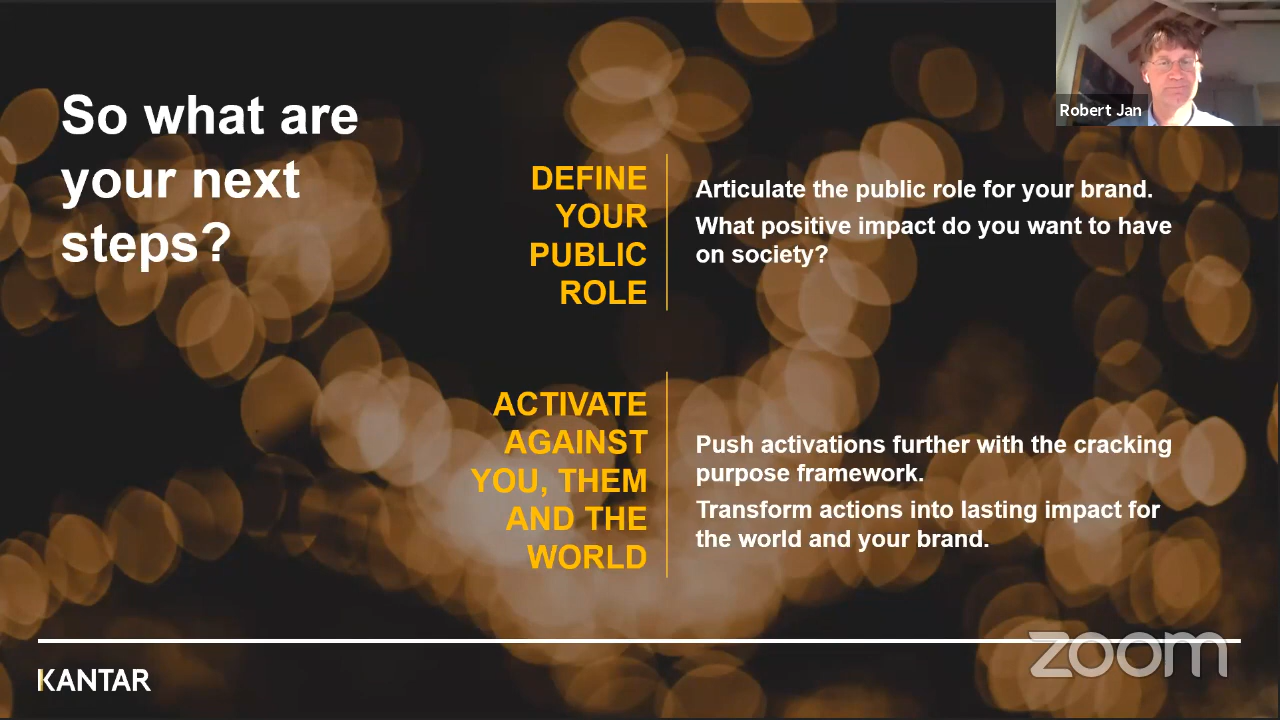 So what are
your next
steps?
Robert Jan
DEFINE
YOUR
PUBLIC
ROLE
Articulate the public role for your brand.
What positive impact do you want to have
on society?
ACTIVATE
AGAINST
YOU, THEM
AND THE
WORLD
Push activations further with the cracking
purpose framework.
Transform actions into lasting impact for
the world and your brand.
KANTAR
zoom